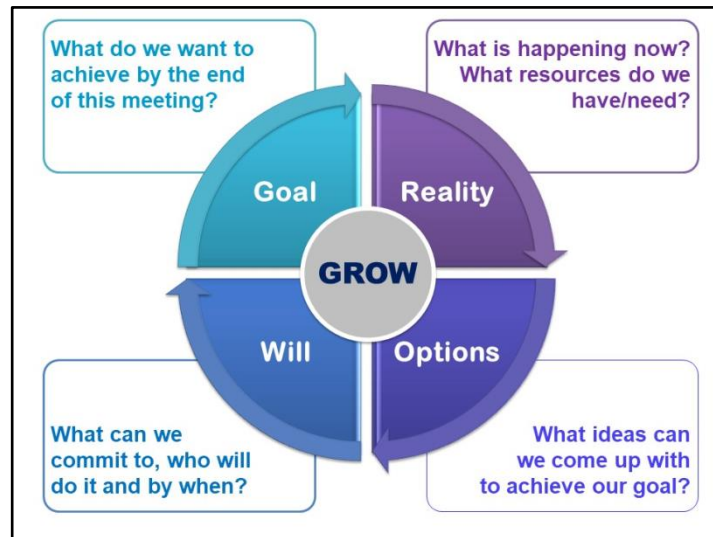 What do we want to
achieve by the end
of this meeting?
What is happening now?
What resources do we
have/need?
Goal
Reality
GROW
Will
Options
What can we
commit to, who will
do it and by when?
What ideas can
we come up with
to achieve our goal?